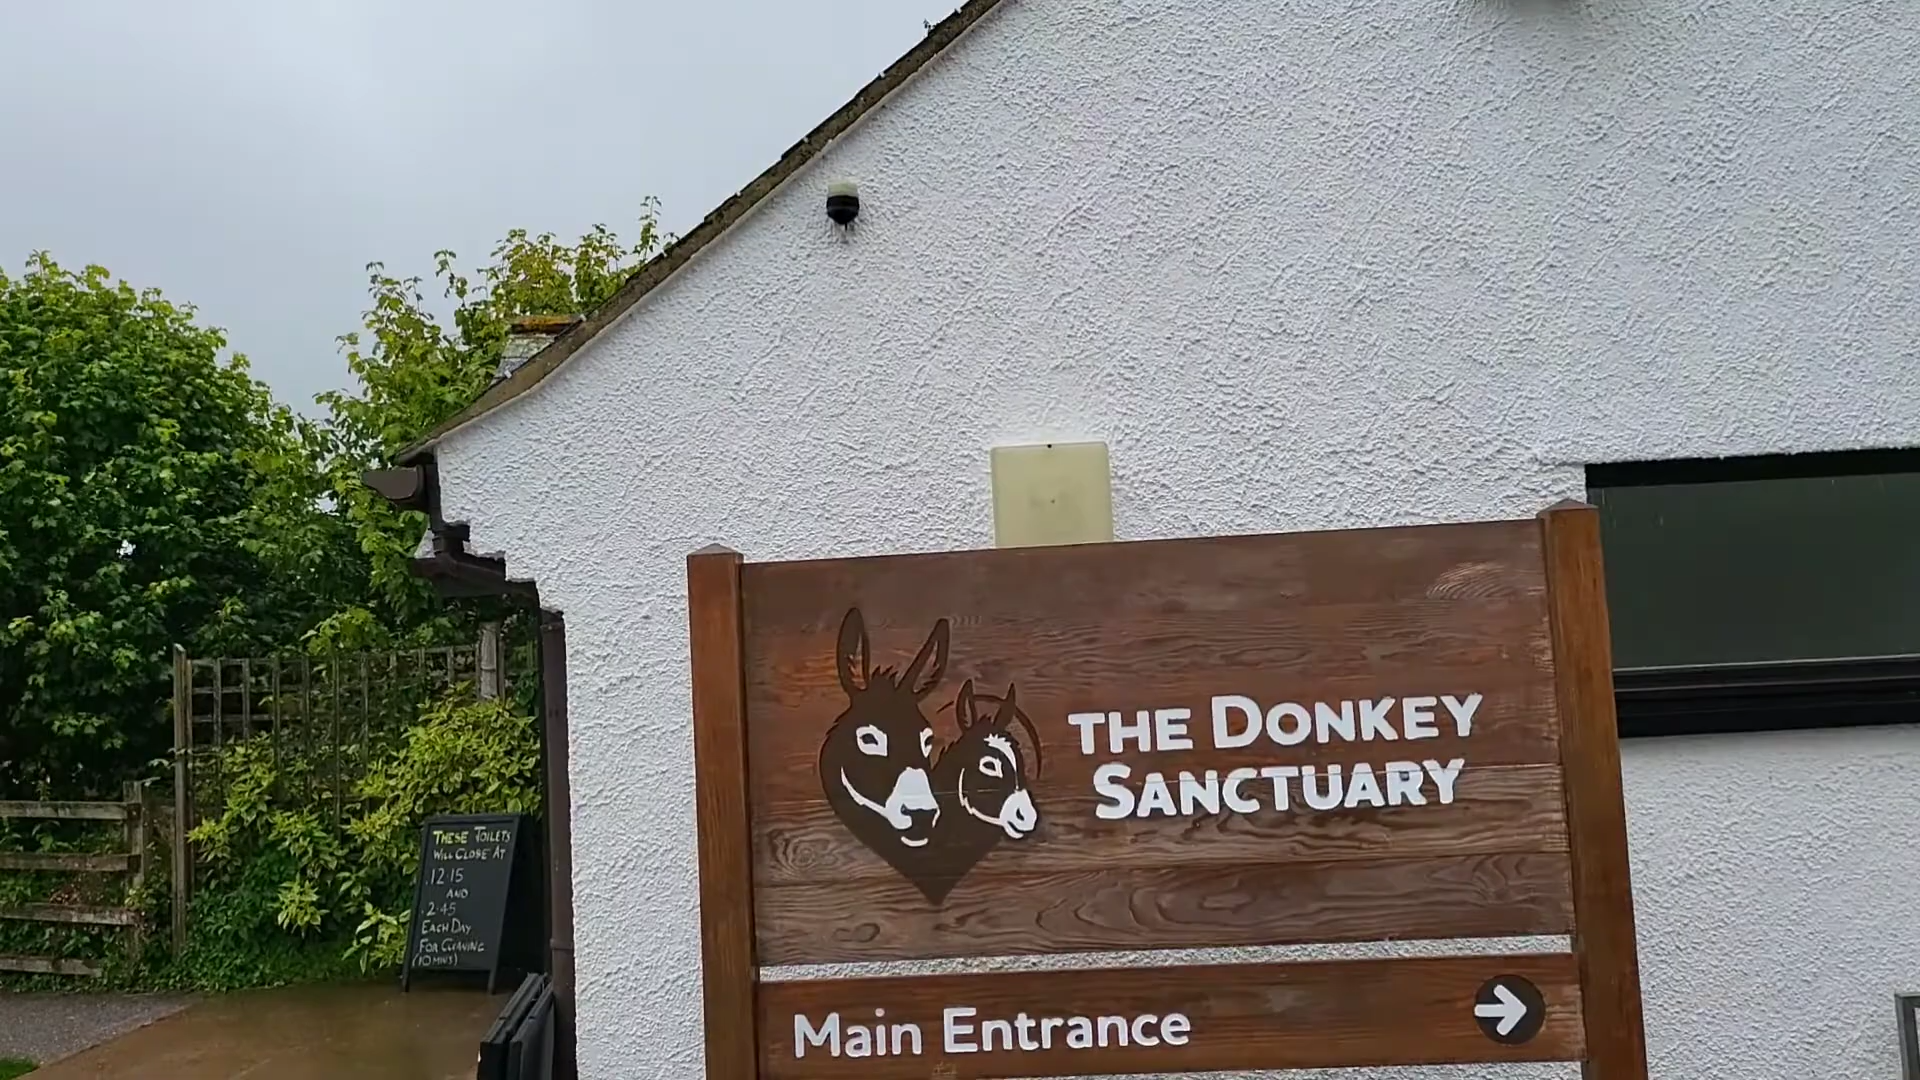 THE DONKEY
SANCTUARY
Main Entrance
THESE TOILETS
WILL CLOSE AT
12.15
AND
2.45
EACH DAY
FOR CLEANING
(10 MINS)